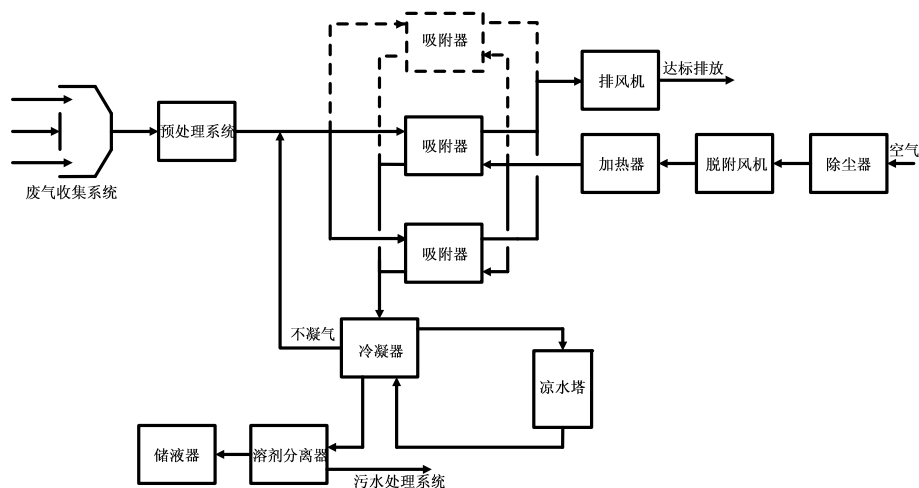 吸附器
排风机
达标排放
预处理系统
吸附器
加热器
脱附风机
除尘器
空气
废气收集系统
吸附器
不凝气
冷凝器
凉水塔
储液器
溶剂分离器
污水处理系统